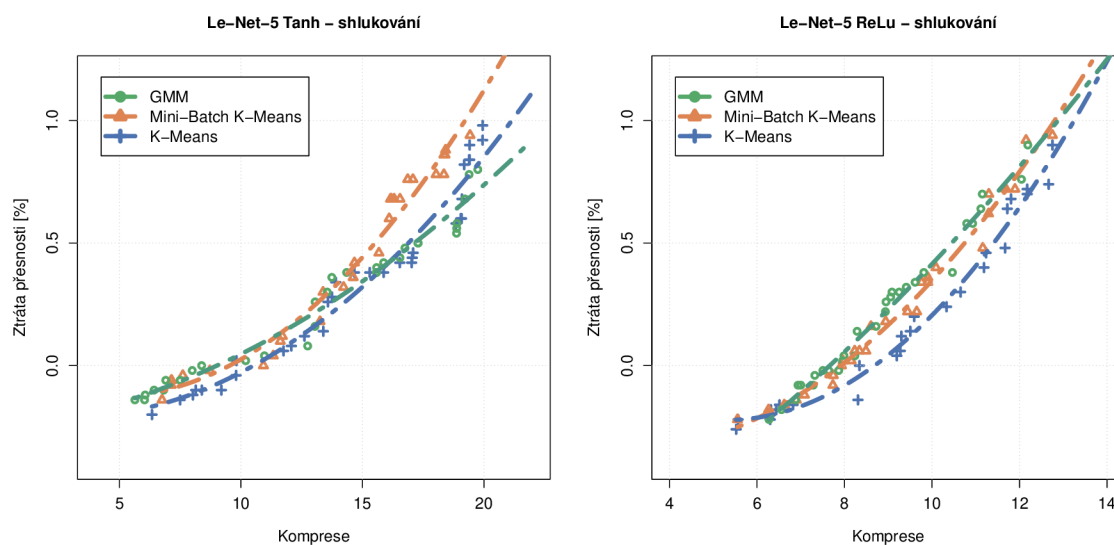 Le−Net−5 Tanh − shlukování
GMM
Mini−Batch K−Means
K−Means
Ztráta přesnosti [%]
1.0
0.5
0.0
5
10
15
20
Komprese
Le−Net−5 ReLu − shlukování
GMM
Mini−Batch K−Means
K−Means
Ztráta přesnosti [%]
1.0
0.5
0.0
4
6
8
10
12
14
Komprese